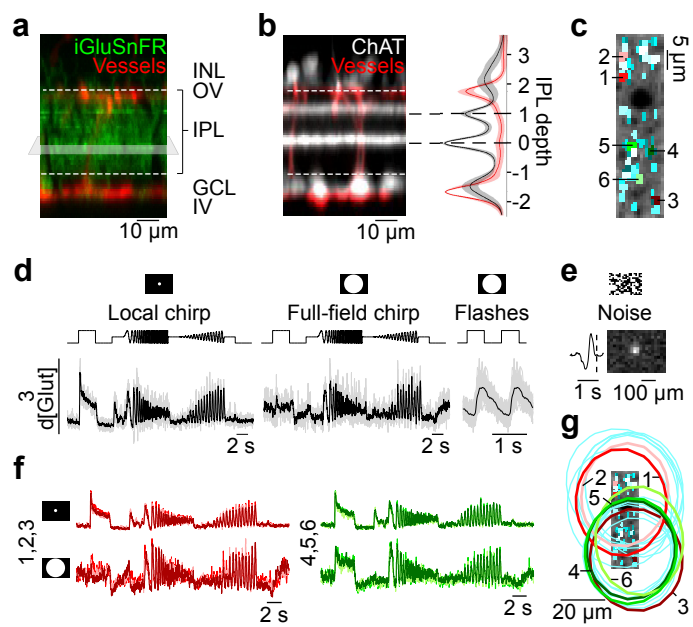 a
iGluSnFR
Vessels
INL
OV
IPL
GCL
IV
10 µm
b
ChAT
Vessels
3
2
1
0
-1
-2
IPL depth
10 µm
c
5 µm
2
1
5
4
6
3
d
Local chirp
Full-field chirp
Flashes
3
d[Glut]
2 s
2 s
1 s
e
Noise
1 s
100 µm
f
1,2,3
4,5,6
2 s
2 s
g
2
1
5
4
6
3
20 µm